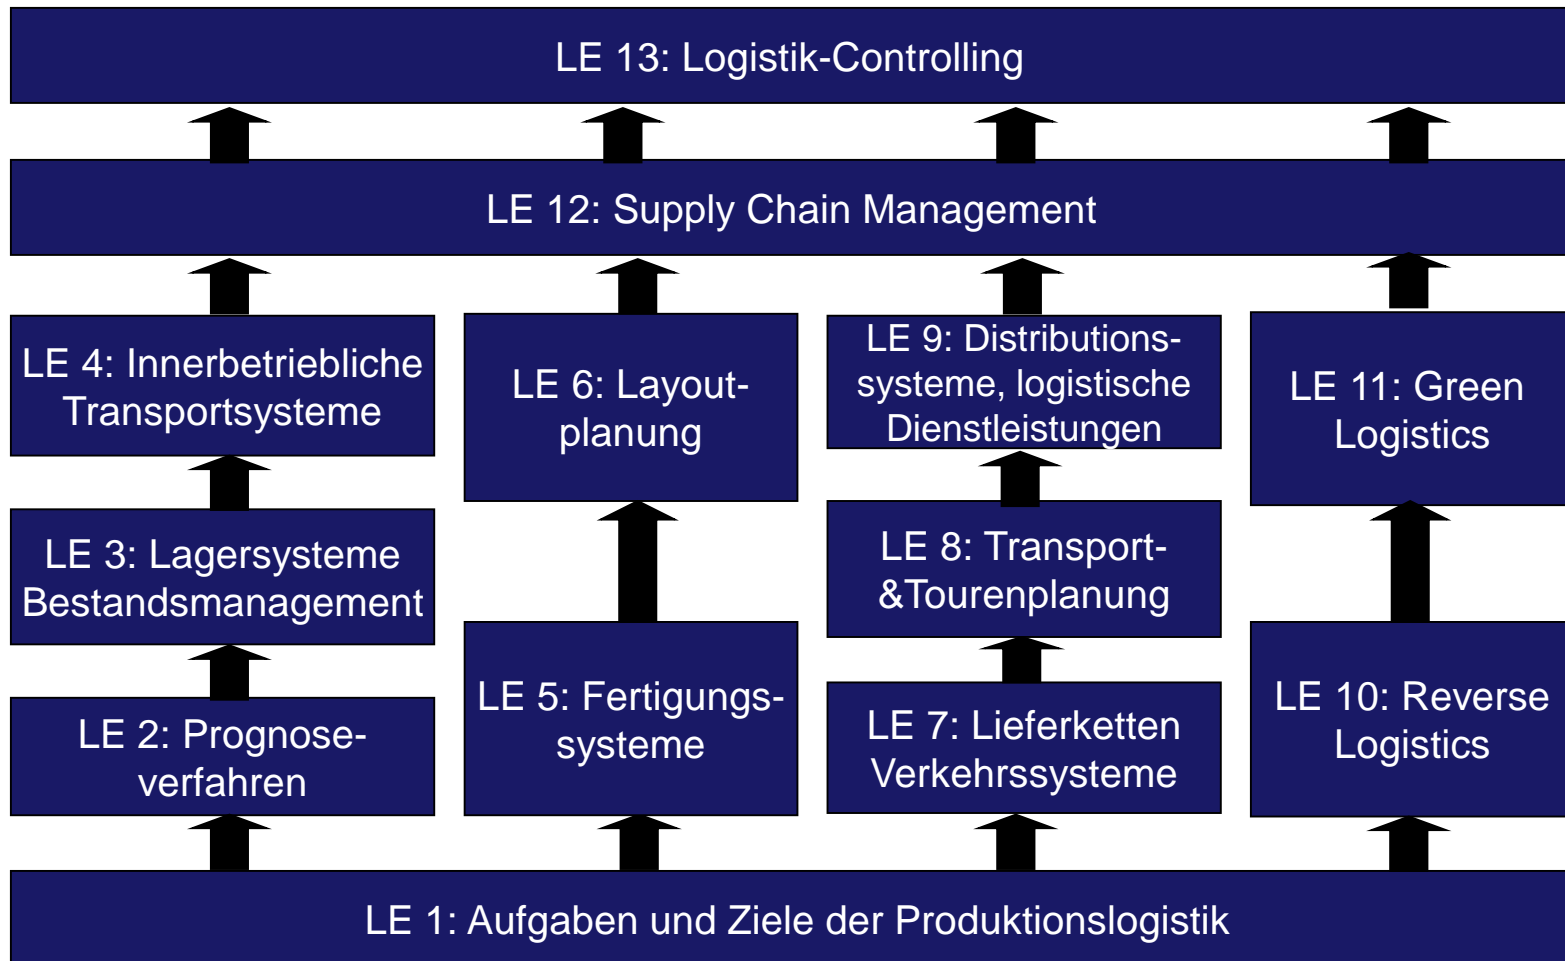 LE 13: Logistik-Controlling
LE 12: Supply Chain Management
LE 4: Innerbetriebliche
Transportsysteme
LE 6: Layout-
planung
LE 9: Distributions-
systeme, logistische
Dienstleistungen
LE 11: Green
Logistics
LE 3: Lagersysteme
Bestandsmanagement
LE 8: Transport-
&Tourenplanung
LE 2: Prognose-
verfahren
LE 5: Fertigungs-
systeme
LE 7: Lieferketten
Verkehrssysteme
LE 10: Reverse
Logistics
LE 1: Aufgaben und Ziele der Produktionslogistik